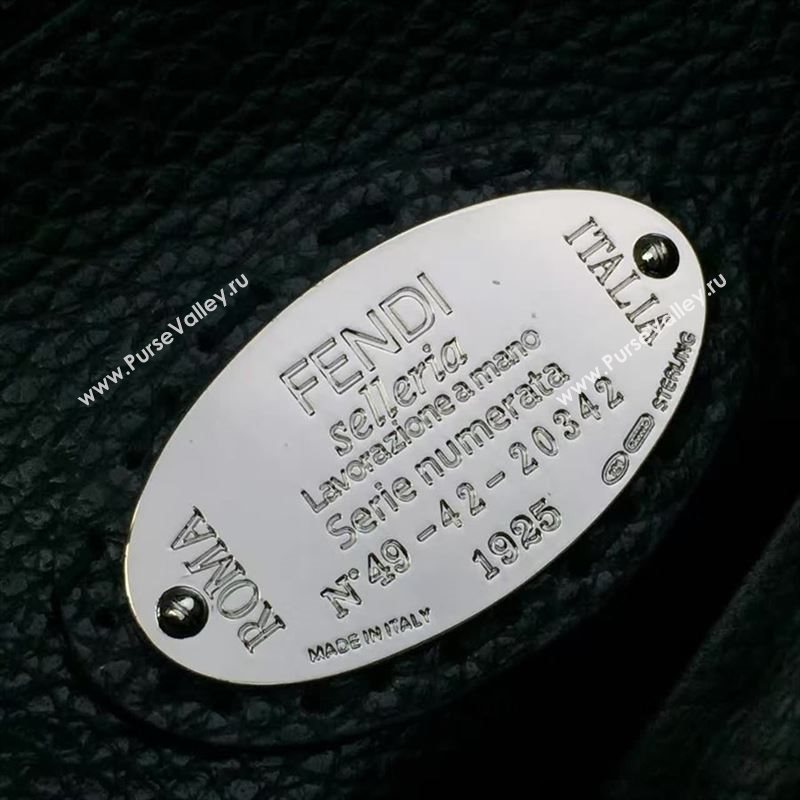 FENDI
selleria
Lavorazione a mano
Serie numerata
Nº 49-42-20342
1925
MADE IN ITALY
ROMA
ITALIA
STERLING
www.PurseValley.ru
www.PurseValley.ru